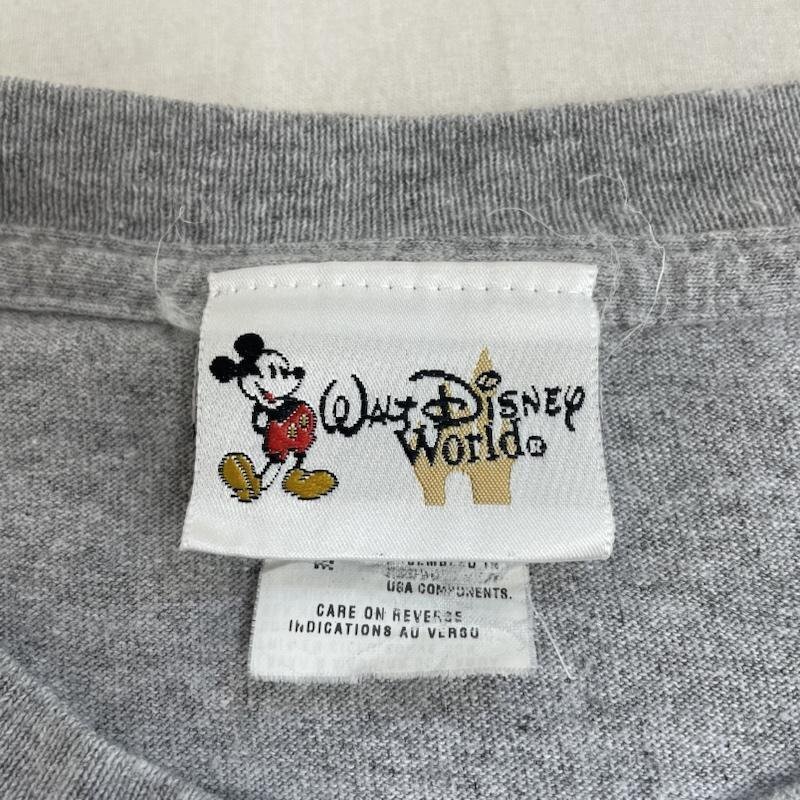 WALT DISNEY
World®
USA COMPONENTS.
CARE ON REVERSE
INDICATIONS AU VERSO